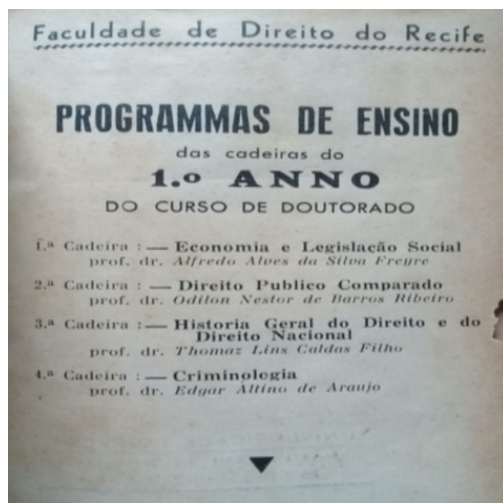 Faculdade de Direito do Recife
PROGRAMMAS DE ENSINO
das cadeiras do
1.º ANNO
DO CURSO DE DOUTORADO
1.ª Cadeira : — Economia e Legislação Social
prof. dr. Alfredo Alves da Silva Freyre
2.ª Cadeira : — Direito Publico Comparado
prof. dr. Odilon Nestor de Barros Ribeiro
3.ª Cadeira : — Historia Geral do Direito e do
Direito Nacional
prof. dr. Thomaz Lins Caldas Filho
4.ª Cadeira : — Criminologia
prof. dr. Edgar Altino de Araujo